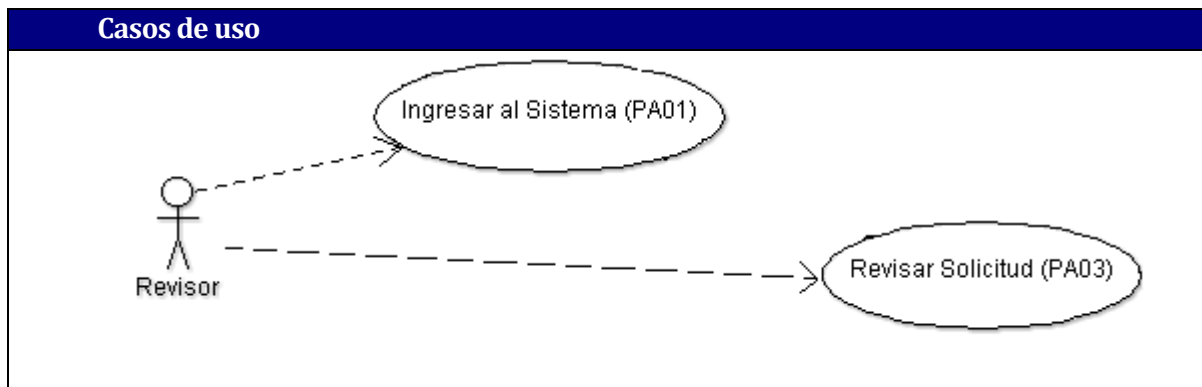 Casos de uso
Ingresar al Sistema (PA01)
Revisar Solicitud (PA03)
Revisor